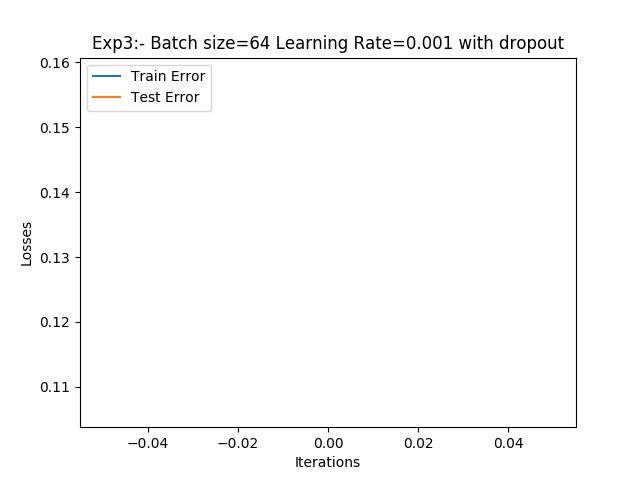 Exp3:- Batch size=64 Learning Rate=0.001 with dropout
Train Error
Test Error
0.16
0.15
0.14
0.13
0.12
0.11
Losses
−0.04
−0.02
0.00
0.02
0.04
Iterations